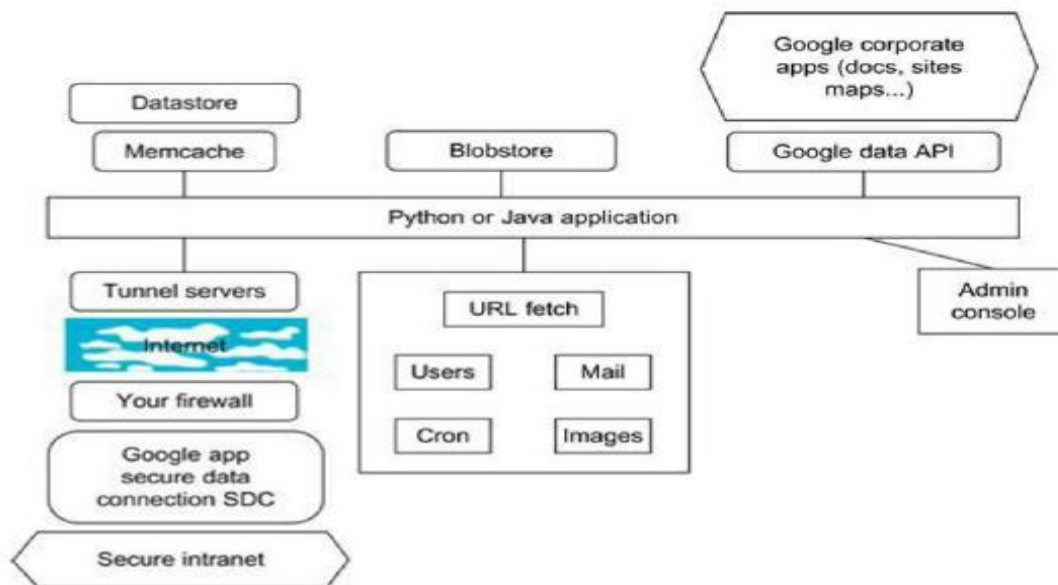 Google corporate
apps (docs, sites
maps...)
Datastore
Memcache
Blobstore
Google data API
Python or Java application
Tunnel servers
Internet
Your firewall
Google app
secure data
connection SDC
Secure intranet
URL fetch
Users
Mail
Cron
Images
Admin
console